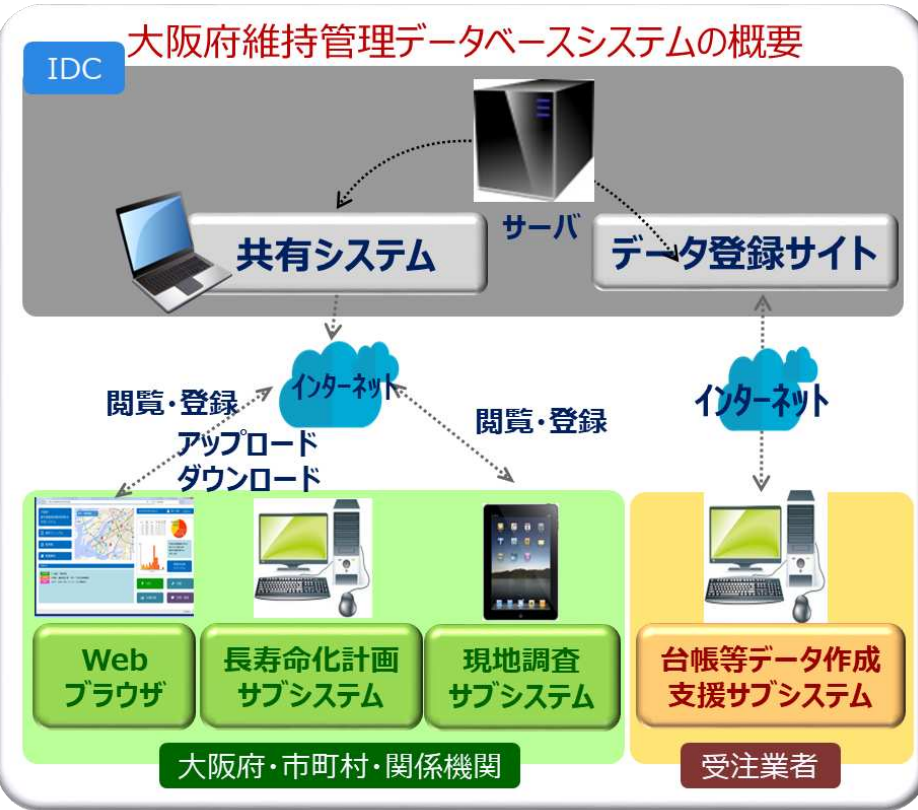 大阪府維持管理データベースシステムの概要
IDC
サーバ
共有システム
データ登録サイト
インターネット
インターネット
閲覧・登録
アップロード
ダウンロード
閲覧・登録
Web
ブラウザ
長寿命化計画
サブシステム
現地調査
サブシステム
台帳等データ作成
支援サブシステム
大阪府・市町村・関係機関
受注業者